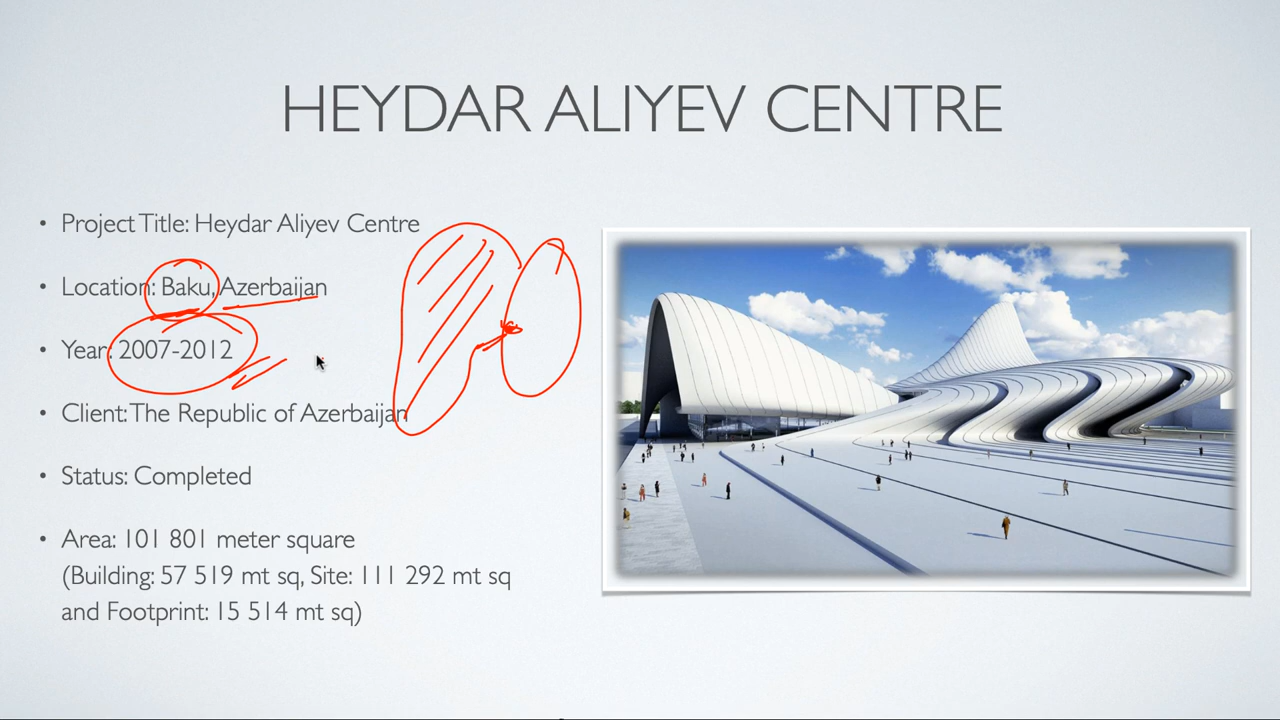 HEYDAR ALIYEV CENTRE
• Project Title: Heydar Aliyev Centre
• Location: Baku, Azerbaijan
• Year: 2007-2012
• Client: The Republic of Azerbaijan
• Status: Completed
• Area: 101 801 meter square
(Building: 57 519 mt sq, Site: 111 292 mt sq
and Footprint: 15 514 mt sq)